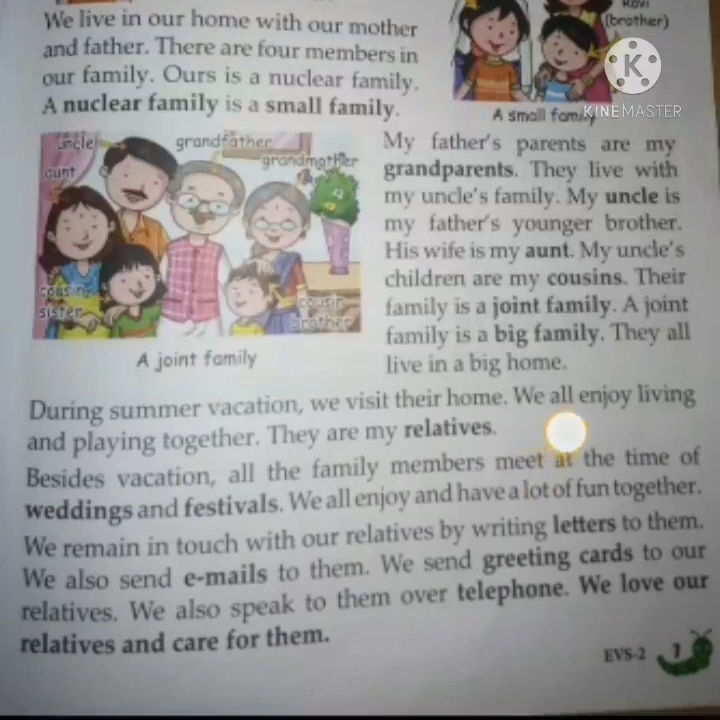 We live in our home with our mother
and father. There are four members in
our family. Ours is a nuclear family.
A nuclear family is a small family.
Ravi
(brother)
A small family
KINEMASTER
uncle
grandfather
grandmother
aunt
cousin
sister
cousin
brother
A joint family
My father's parents are my
grandparents. They live with
my uncle's family. My uncle is
my father's younger brother.
His wife is my aunt. My uncle's
children are my cousins. Their
family is a joint family. A joint
family is a big family. They all
live in a big home.
During summer vacation, we visit their home. We all enjoy living
and playing together. They are my relatives.
Besides vacation, all the family members meet at the time of
weddings and festivals. We all enjoy and have a lot of fun together.
We remain in touch with our relatives by writing letters to them.
We also send e-mails to them. We send greeting cards to our
relatives. We also speak to them over telephone. We love our
relatives and care for them.
EVS-2 7